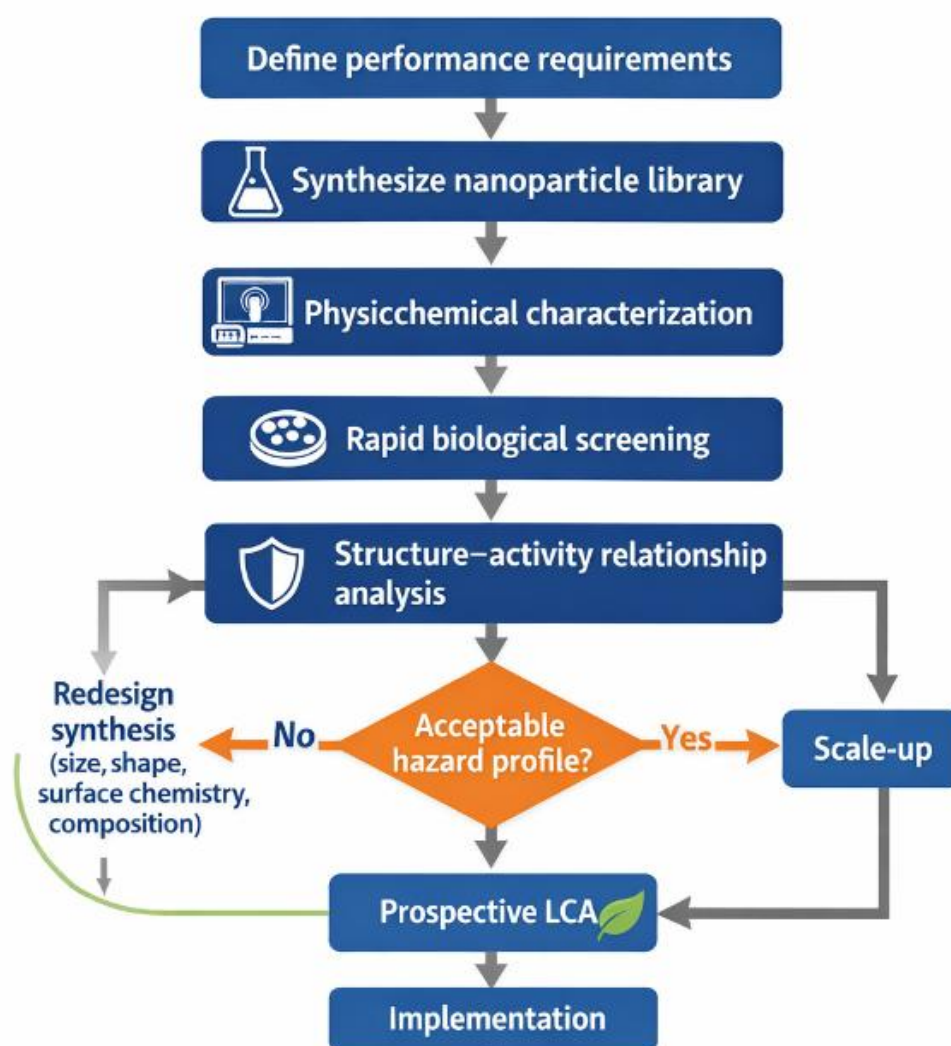 Define performance requirements
Synthesize nanoparticle library
Physicchemical characterization
Rapid biological screening
Structure–activity relationship
analysis
Redesign
synthesis
(size, shape,
surface chemistry,
composition)
No
Acceptable
hazard profile?
Yes
Scale-up
Prospective LCA
Implementation